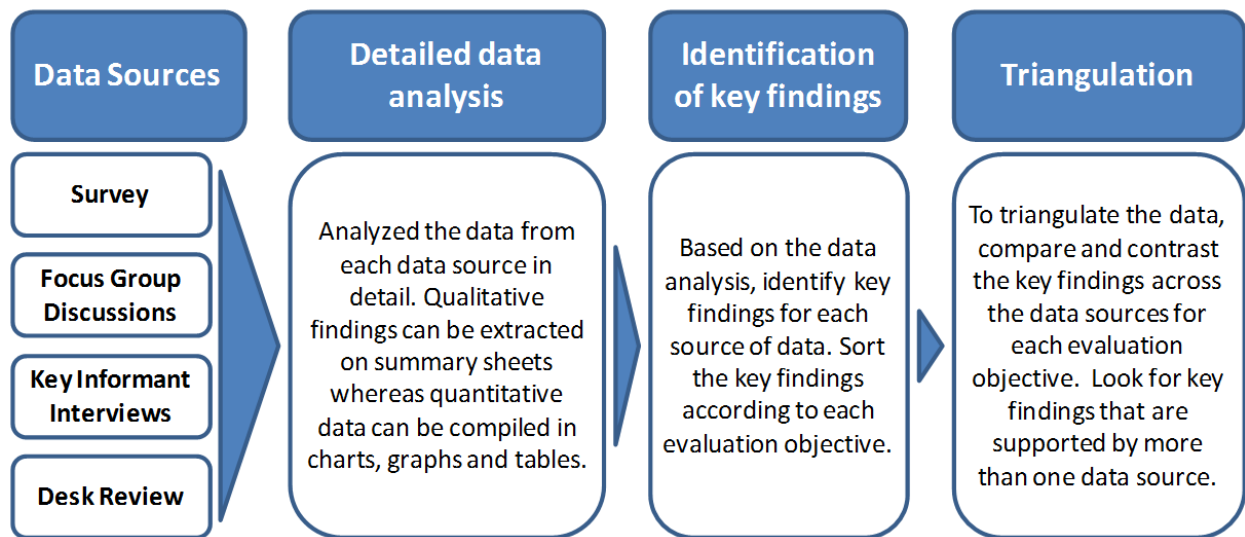 Data Sources
Detailed data
analysis
Identification
of key findings
Triangulation
Survey
Focus Group
Discussions
Key Informant
Interviews
Desk Review
Analyzed the data from
each data source in
detail. Qualitative
findings can be extracted
on summary sheets
whereas quantitative
data can be compiled in
charts, graphs and tables.
Based on the data
analysis, identify key
findings for each
source of data. Sort
the key findings
according to each
evaluation objective.
To triangulate the data,
compare and contrast
the key findings across
the data sources for
each evaluation
objective. Look for key
findings that are
supported by more
than one data source.